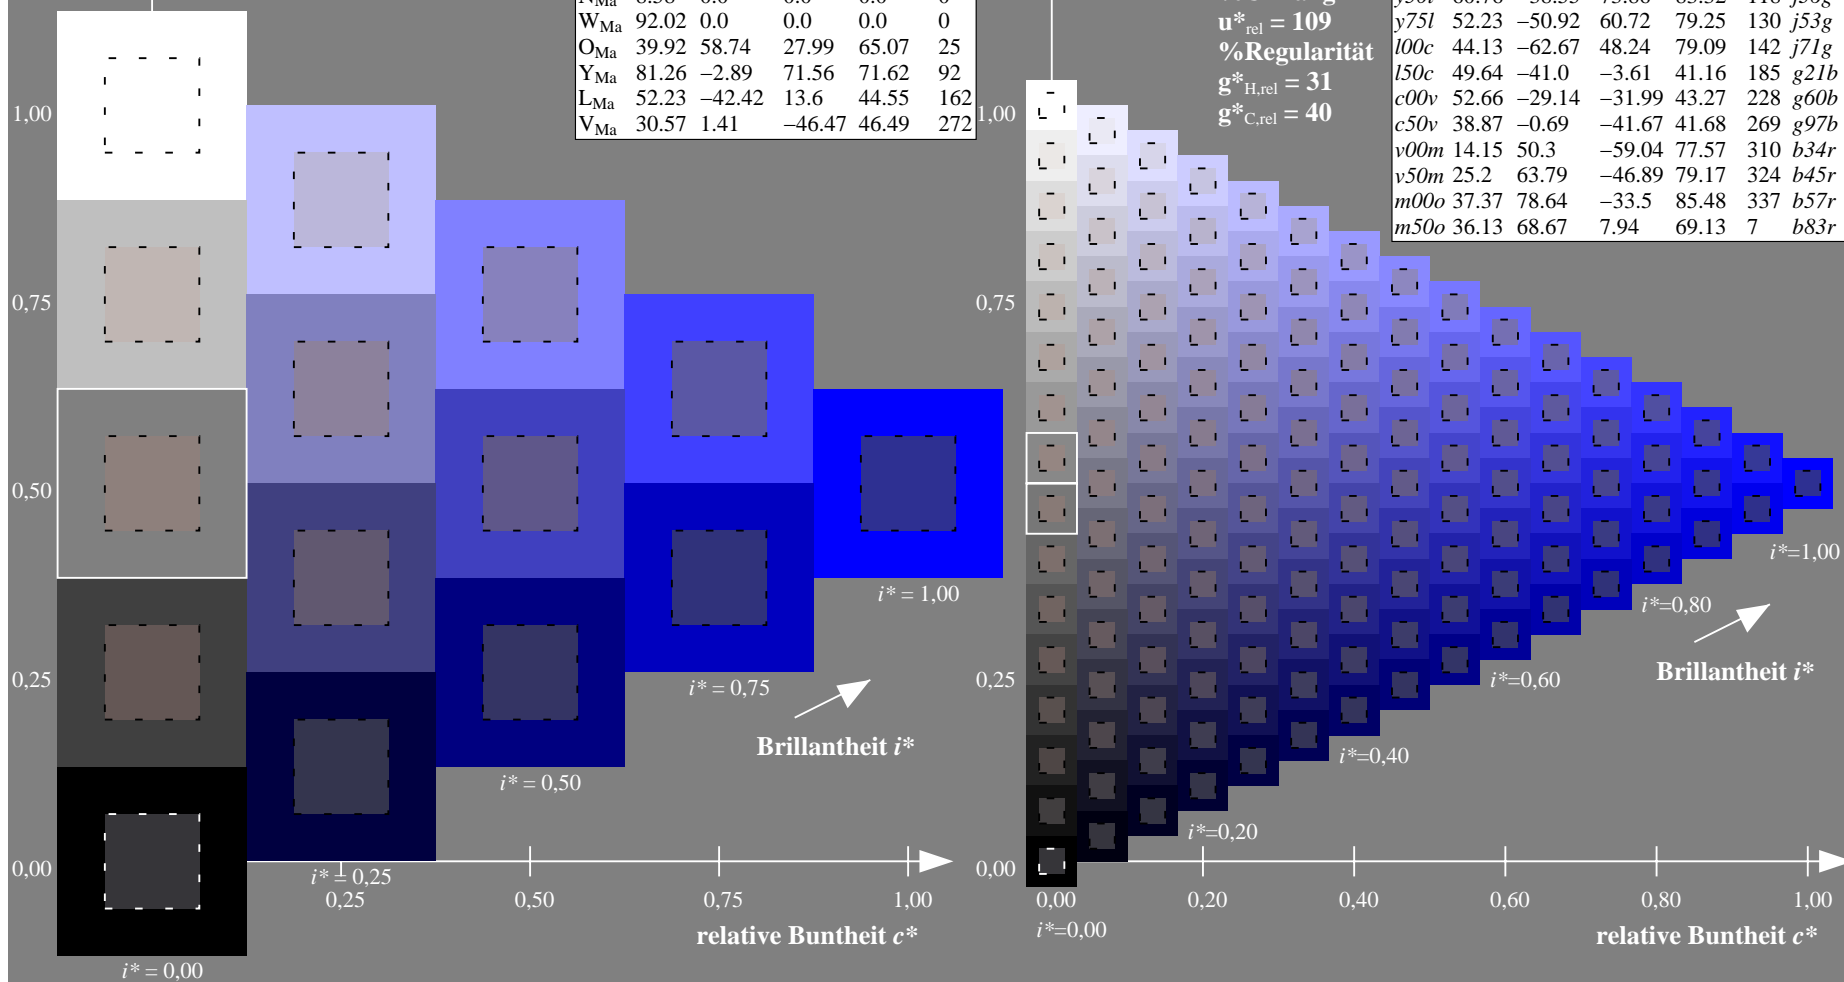 W_Ma 92.02 0.0 0.0 0.0 0
O_Ma 39.92 58.74 27.99 65.07 25
Y_Ma 81.26 −2.89 71.56 71.62 92
L_Ma 52.23 −42.42 13.6 44.55 162
V_Ma 30.57 1.41 −46.47 46.49 272
1,00
0,75
0,50
0,25
0,00
i* = 1,00
i* = 0,75
Brillantheit i*
i* = 0,50
i* = 0,25
0,25 0,50 0,75 1,00
relative Buntheit c*
i* = 0,00
u*rel = 109
%Regularität
g*H,rel = 31
g*C,rel = 40
y75l 52.23 −50.92 60.72 79.25 130 j53g
l00c 44.13 −62.67 48.24 79.09 142 j71g
l50c 49.64 −41.0 −3.61 41.16 185 g21b
c00v 52.66 −29.14 −31.99 43.27 228 g60b
c50v 38.87 −0.69 −41.67 41.68 269 g97b
v00m 14.15 50.3 −59.04 77.57 310 b34r
v50m 25.2 63.79 −46.89 79.17 324 b45r
m00o 37.37 78.64 −33.5 85.48 337 b57r
m50o 36.13 68.67 7.94 69.13 7 b83r
1,00
0,75
0,50
0,25
0,00
i*=1,00
i*=0,80
Brillantheit i*
i*=0,60
i*=0,40
i*=0,20
0,00 0,20 0,40 0,60 0,80 1,00
i*=0,00
relative Buntheit c*